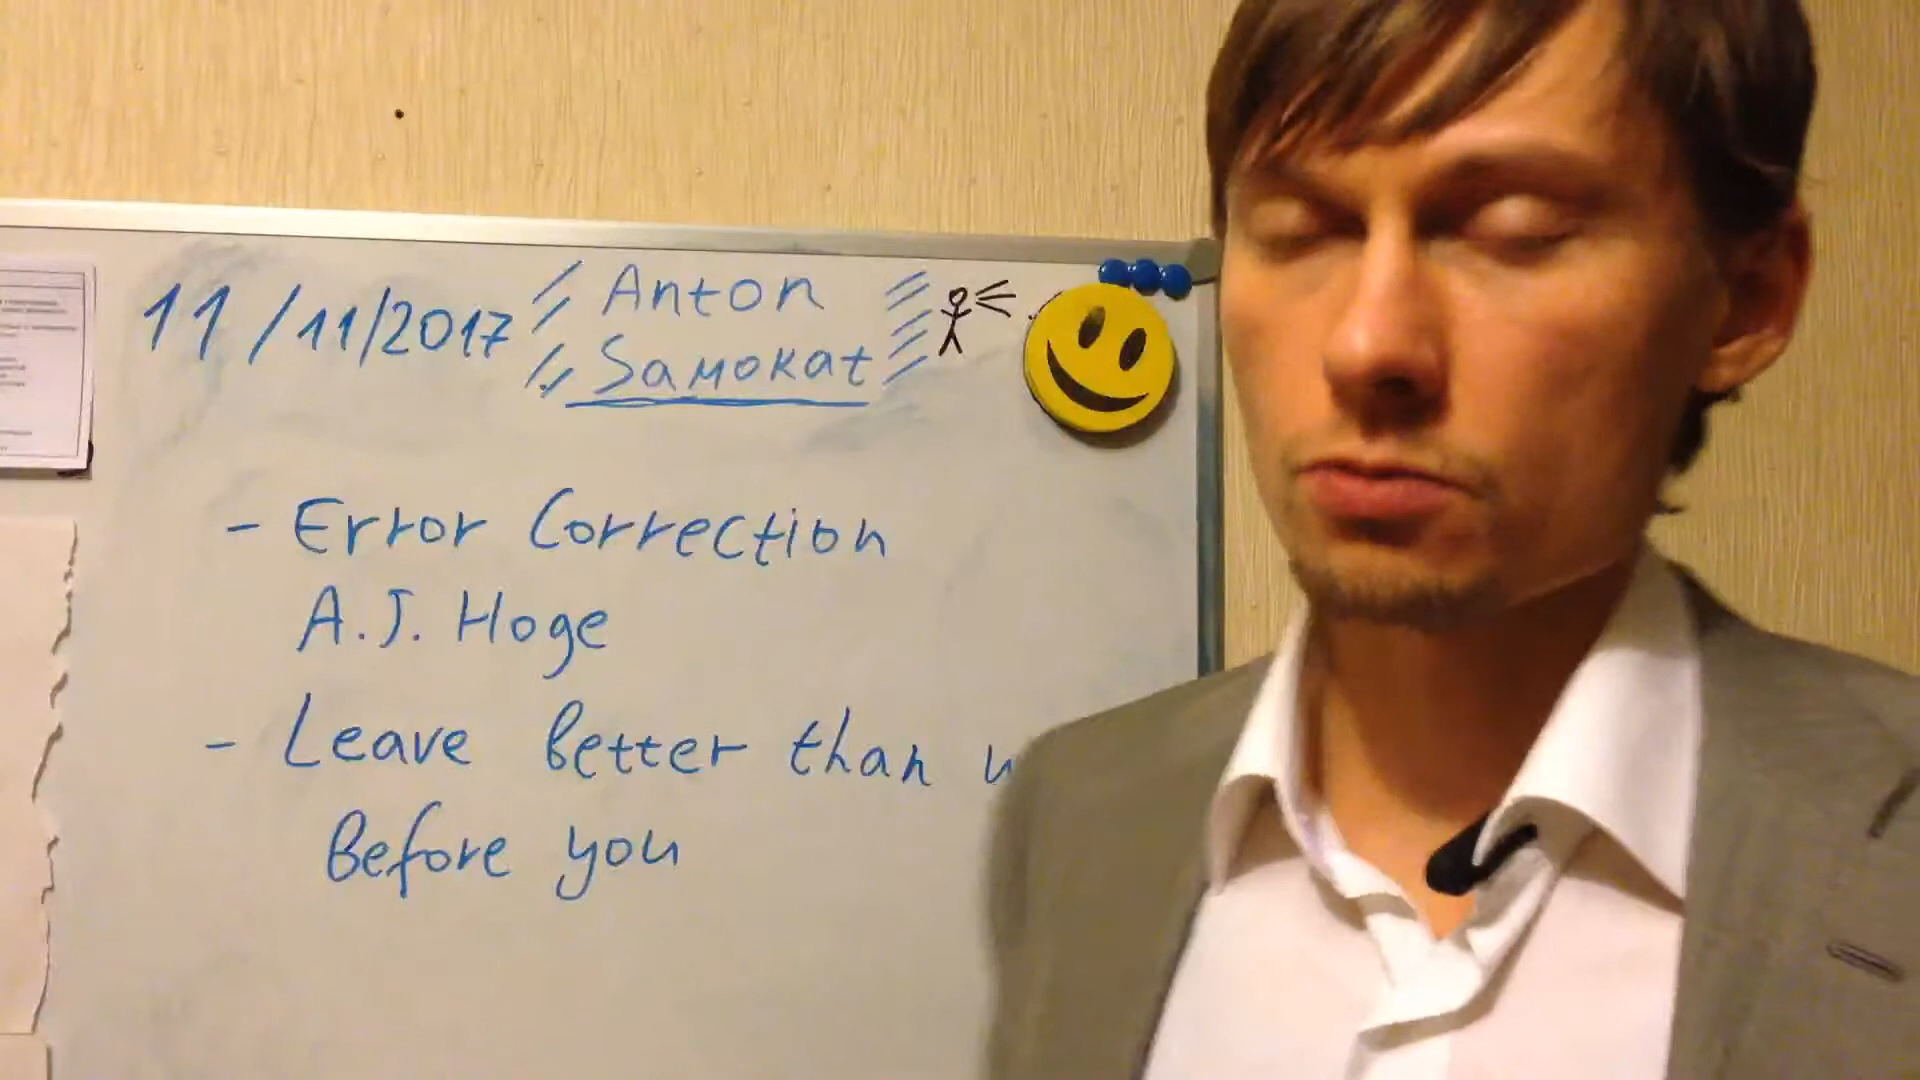 11/11/2017
Anton
Samokat
- Error Correction
A.J. Hoge
- Leave better than
Before you